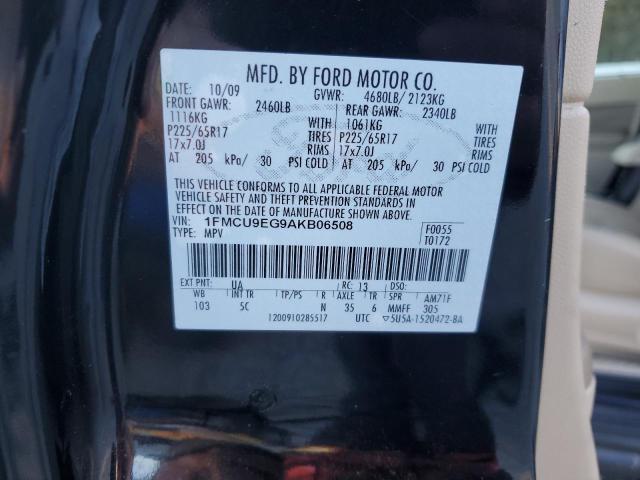 MFD. BY FORD MOTOR CO.
DATE: 10/09 GVWR: 4680LB/ 2123KG
FRONT GAWR: 2460LB REAR GAWR: 2340LB
1116KG WITH 1061KG WITH
P225/65R17 TIRES P225/65R17 TIRES
17x7.0J RIMS 17x7.0J RIMS
AT 205 kPa/ 30 PSI COLD AT 205 kPa/ 30 PSI COLD
THIS VEHICLE CONFORMS TO ALL APPLICABLE FEDERAL MOTOR
VEHICLE SAFETY AND THEFT PREVENTION STANDARDS IN
EFFECT ON THE DATE OF MANUFACTURE SHOWN ABOVE.
VIN: 1FMCU9EG9AKB06508 F0055
TYPE: MPV T0172
EXT PNT: UA RC: 13 DSO:
WB INT TR TP/PS R AXLE TR SPR AM71F
103 5C N 35 6 MMFF 305
1200910285517 UTC ▽5U5A-1520472-BA